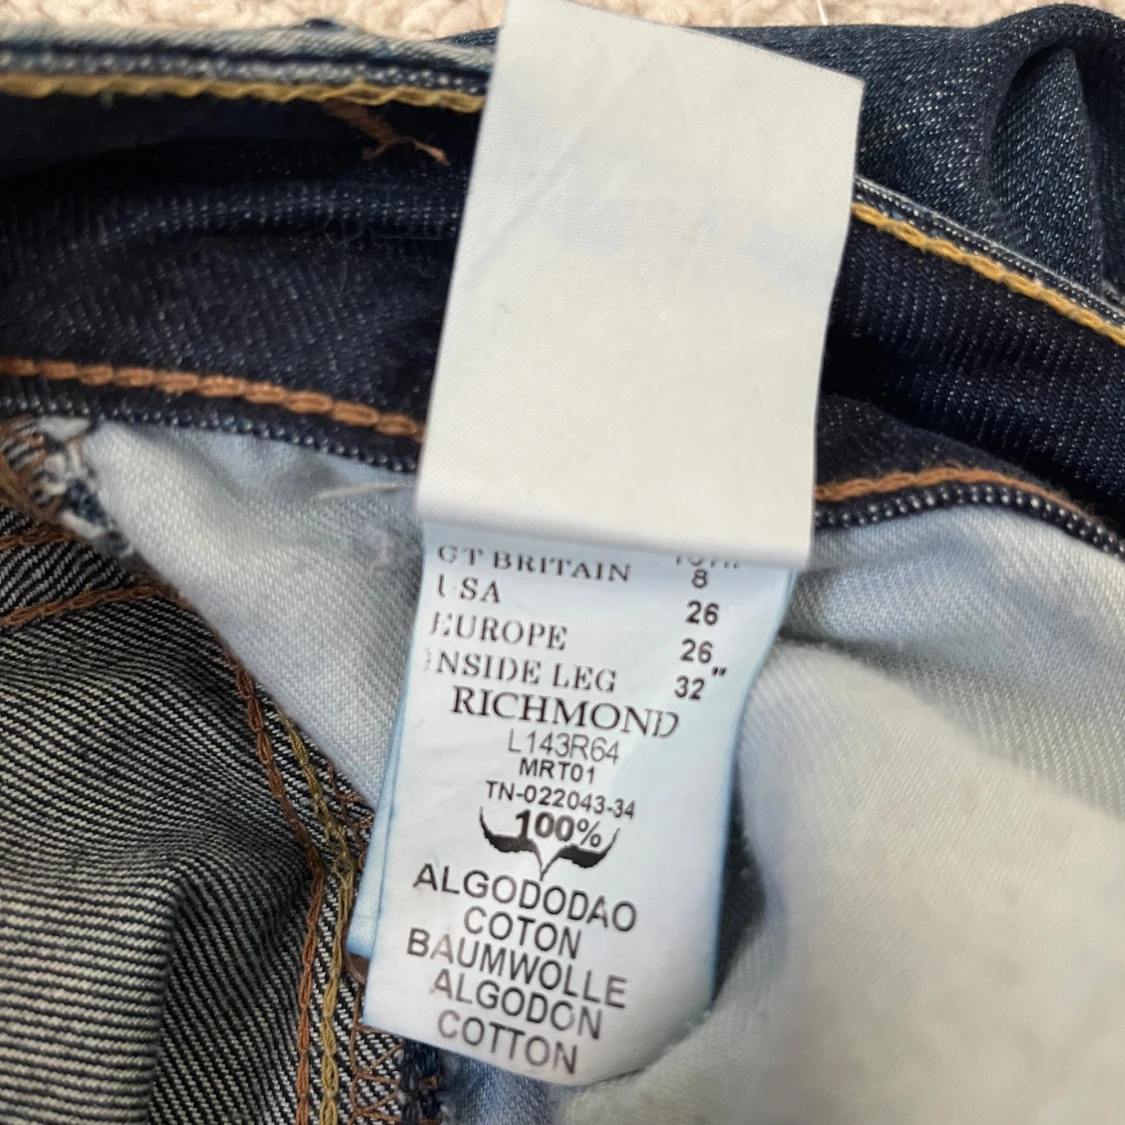 GT BRITAIN 8
USA 26
EUROPE 26
INSIDE LEG 32"
RICHMOND
L143R64
MRT01
TN-022043-34
100%
ALGODODAO
COTON
BAUMWOLLE
ALGODON
COTTON